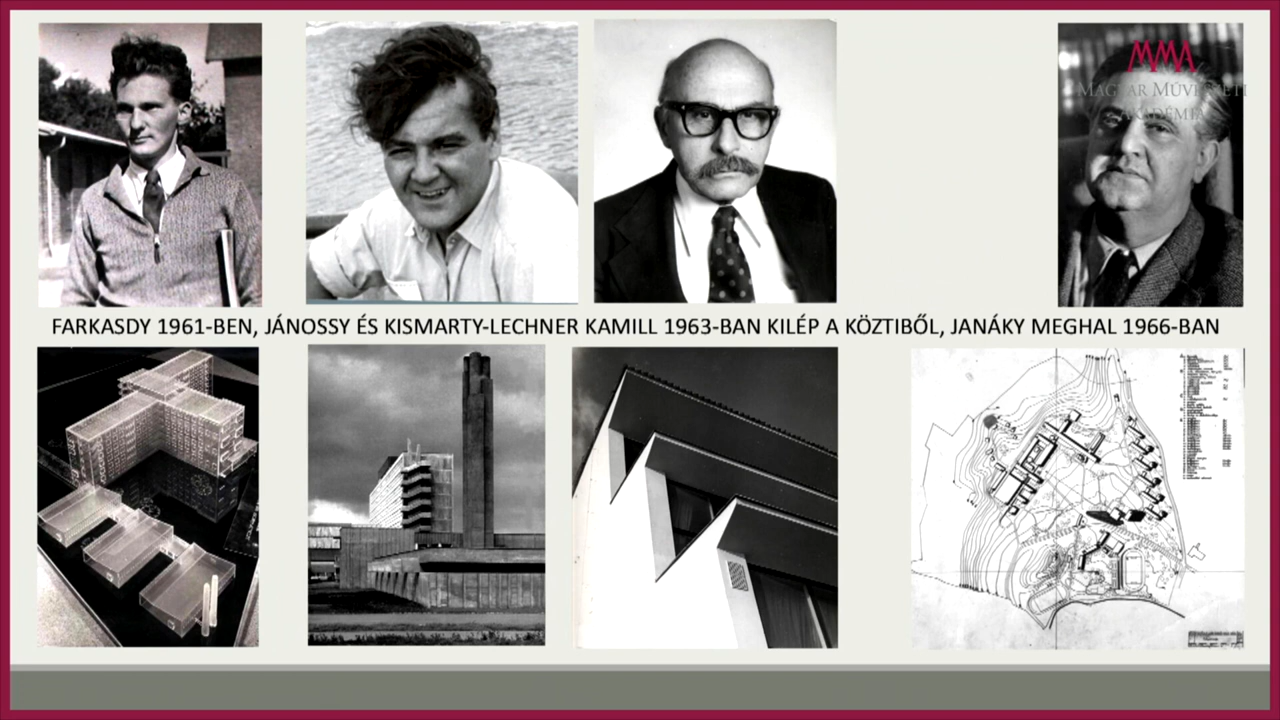 MMA
MAGYAR MŰVÉSZETI
AKADÉMIA
FARKASDY 1961-BEN, JÁNOSSY ÉS KISMARTY-LECHNER KAMILL 1963-BAN KILÉP A KÖZTIBŐL, JANÁKY MEGHAL 1966-BAN